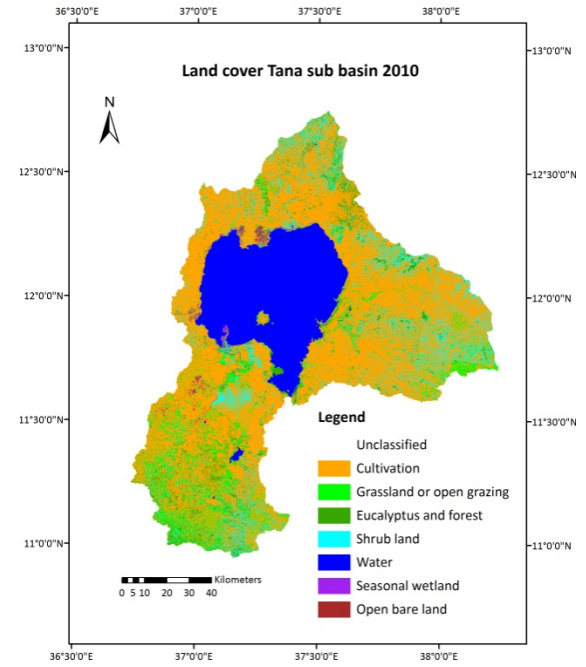 36°30'0"E 37°0'0"E 37°30'0"E 38°0'0"E
13°0'0"N 13°0'0"N
Land cover Tana sub basin 2010
N
12°30'0"N 12°30'0"N
12°0'0"N 12°0'0"N
11°30'0"N 11°30'0"N
Legend
Unclassified
Cultivation
Grassland or open grazing
Eucalyptus and forest
Shrub land
Water
Seasonal wetland
Open bare land
11°0'0"N 11°0'0"N
Kilometers
0 5 10 20 30 40
36°30'0"E 37°0'0"E 37°30'0"E 38°0'0"E